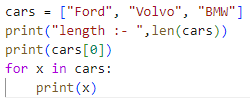 cars = ["Ford", "Volvo", "BMW"]
print("length :- ",len(cars))
print(cars[0])
for x in cars:
    print(x)